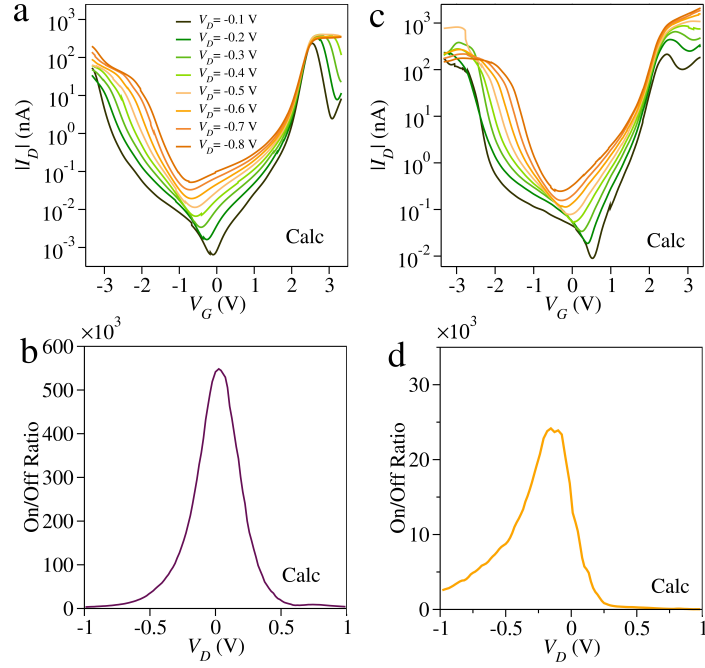 a
|I_D| (nA)
10³
10²
10¹
10⁰
10⁻¹
10⁻²
10⁻³
V_D= -0.1 V
V_D= -0.2 V
V_D= -0.3 V
V_D= -0.4 V
V_D= -0.5 V
V_D= -0.6 V
V_D= -0.7 V
V_D= -0.8 V
Calc
-3 -2 -1 0 1 2 3
V_G (V)
c
|I_D| (nA)
10³
10²
10¹
10⁰
10⁻¹
10⁻²
Calc
-3 -2 -1 0 1 2 3
V_G (V)
b
×10³
On/Off Ratio
600
500
400
300
200
100
0
Calc
-1 -0.5 0 0.5 1
V_D (V)
d
×10³
On/Off Ratio
30
20
10
0
Calc
-1 -0.5 0 0.5 1
V_D (V)